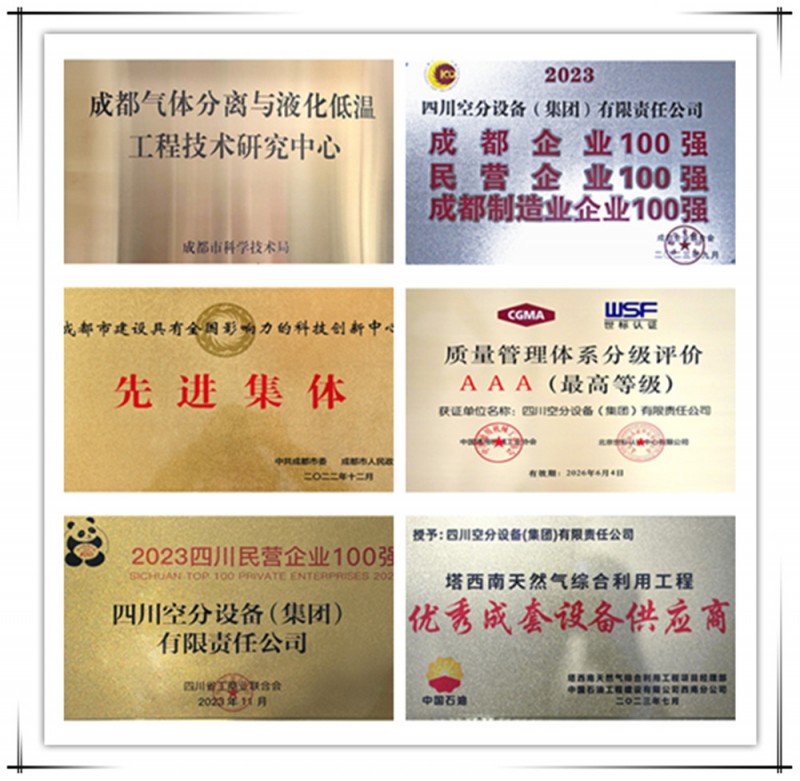 成都气体分离与液化低温
工程技术研究中心
成都市科学技术局
2023
四川空分设备（集团）有限责任公司
成都企业100强
民营企业100强
成都制造业企业100强
成都市建设具有全国影响力的科技创新中心
先进集体
中共成都市委 成都市人民政
二〇二二年十二月
CGMA
WSF
世标认证
质量管理体系分级评价
AAA（最高等级）
获证单位名称：四川空分设备（集团）有限责任公司
有效期：2026年6月4日
2023四川民营企业100强
SICHUAN TOP 100 PRIVATE ENTERPRISES 202
四川空分设备（集团）
有限责任公司
四川省工商业联合会
2023年11月
授予：四川空分设备(集团)有限责任公司
塔西南天然气综合利用工程
优秀成套设备供应商
中国石油
塔西南天然气综合利用工程项目经理部
中国石油工程建设有限公司西南分公司
二〇二三年七月